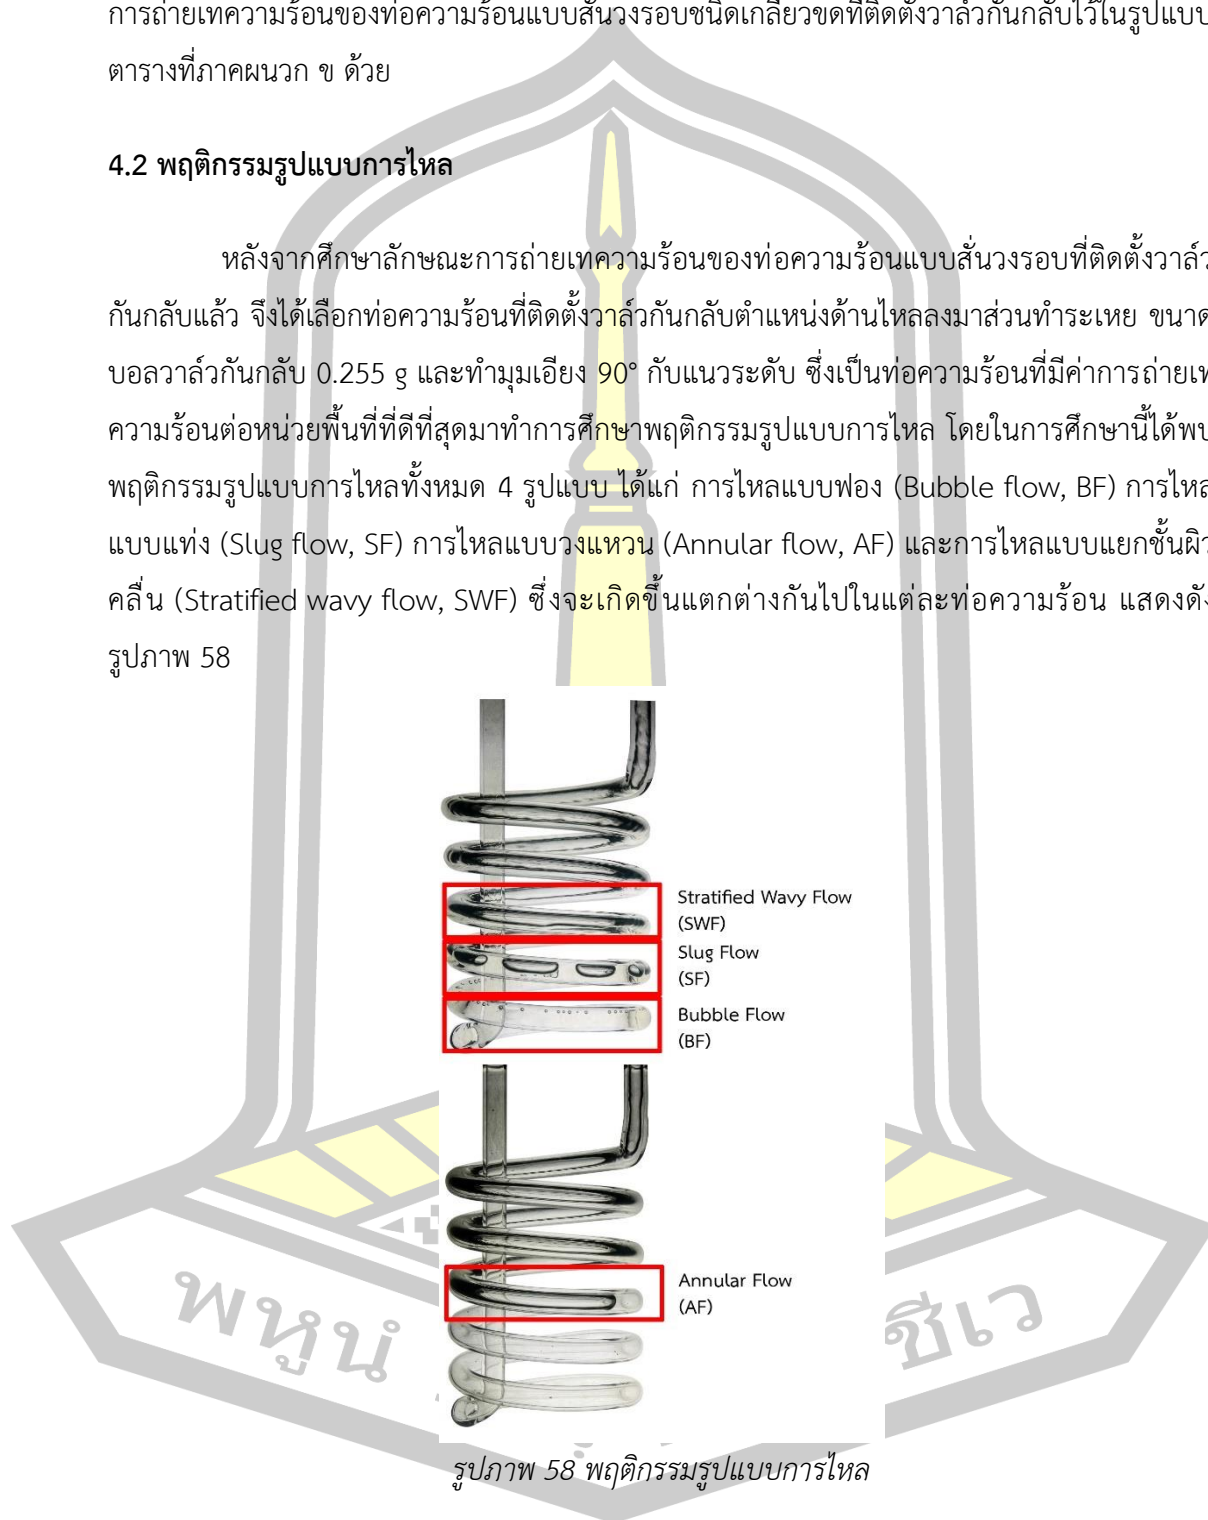 การถ่ายเทความร้อนของท่อความร้อนแบบสั่นวงรอบชนิดเกลียวขดที่ติดตั้งวาล์วกันกลับไว้ในรูปแบบ
ตารางที่ภาคผนวก ข ด้วย
4.2 พฤติกรรมรูปแบบการไหล
หลังจากศึกษาลักษณะการถ่ายเทความร้อนของท่อความร้อนแบบสั่นวงรอบที่ติดตั้งวาล์ว
กันกลับแล้ว จึงได้เลือกท่อความร้อนที่ติดตั้งวาล์วกันกลับตำแหน่งด้านไหลลงมาส่วนทำระเหย ขนาด
บอลวาล์วกันกลับ 0.255 g และทำมุมเอียง 90° กับแนวระดับ ซึ่งเป็นท่อความร้อนที่มีค่าการถ่ายเท
ความร้อนต่อหน่วยพื้นที่ที่ดีที่สุดมาทำการศึกษาพฤติกรรมรูปแบบการไหล โดยในการศึกษานี้ได้พบ
พฤติกรรมรูปแบบการไหลทั้งหมด 4 รูปแบบ ได้แก่ การไหลแบบฟอง (Bubble flow, BF) การไหล
แบบแท่ง (Slug flow, SF) การไหลแบบวงแหวน (Annular flow, AF) และการไหลแบบแยกชั้นผิว
คลื่น (Stratified wavy flow, SWF) ซึ่งจะเกิดขึ้นแตกต่างกันไปในแต่ละท่อความร้อน แสดงดัง
รูปภาพ 58
Stratified Wavy Flow
(SWF)
Slug Flow
(SF)
Bubble Flow
(BF)
Annular Flow
(AF)
พหูนํ
ชีเว
รูปภาพ 58 พฤติกรรมรูปแบบการไหล